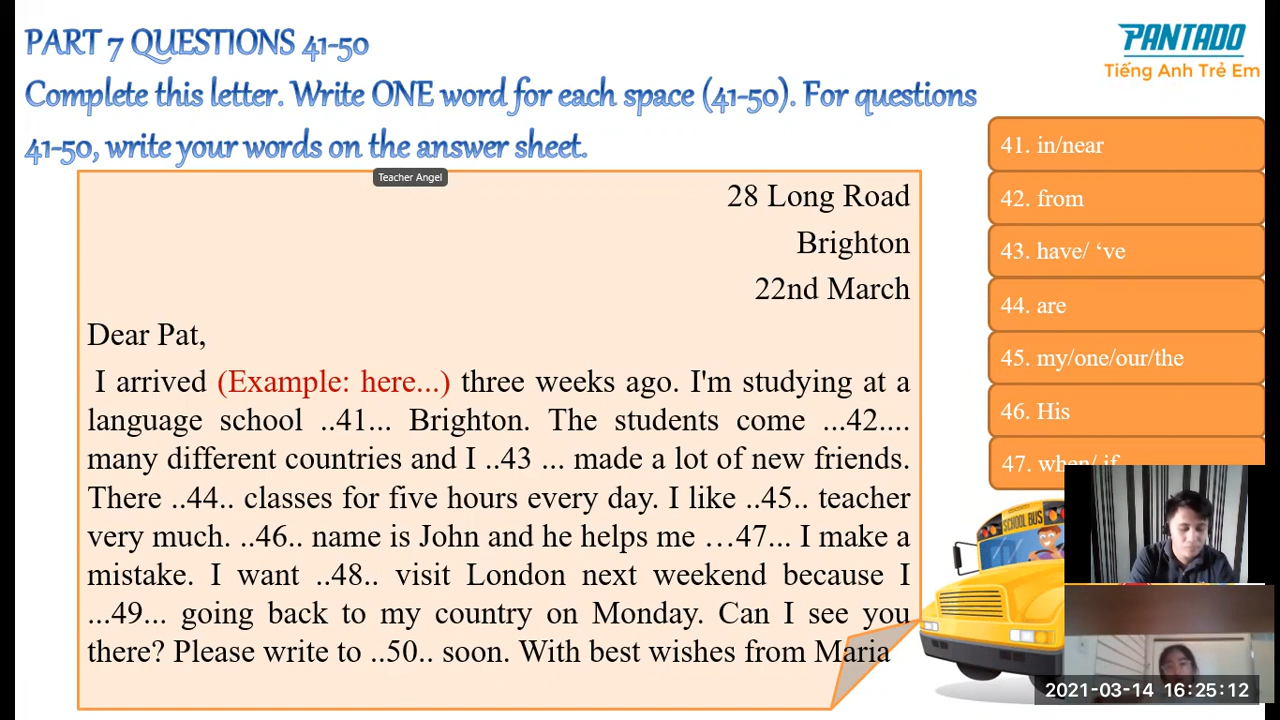 PART 7 QUESTIONS 41-50
Complete this letter. Write ONE word for each space (41-50). For questions
41-50, write your words on the answer sheet.
PANTADO
Tiếng Anh Trẻ Em
Teacher Angel
28 Long Road
Brighton
22nd March
Dear Pat,
I arrived (Example: here...) three weeks ago. I'm studying at a
language school ..41... Brighton. The students come ...42....
many different countries and I ..43 ... made a lot of new friends.
There ..44.. classes for five hours every day. I like ..45.. teacher
very much. ..46.. name is John and he helps me …47... I make a
mistake. I want ..48.. visit London next weekend because I
...49... going back to my country on Monday. Can I see you
there? Please write to ..50.. soon. With best wishes from Maria
41. in/near
42. from
43. have/ ‘ve
44. are
45. my/one/our/the
46. His
47. when/ if
SCHOOL BUS
2021-03-14 16:25:12